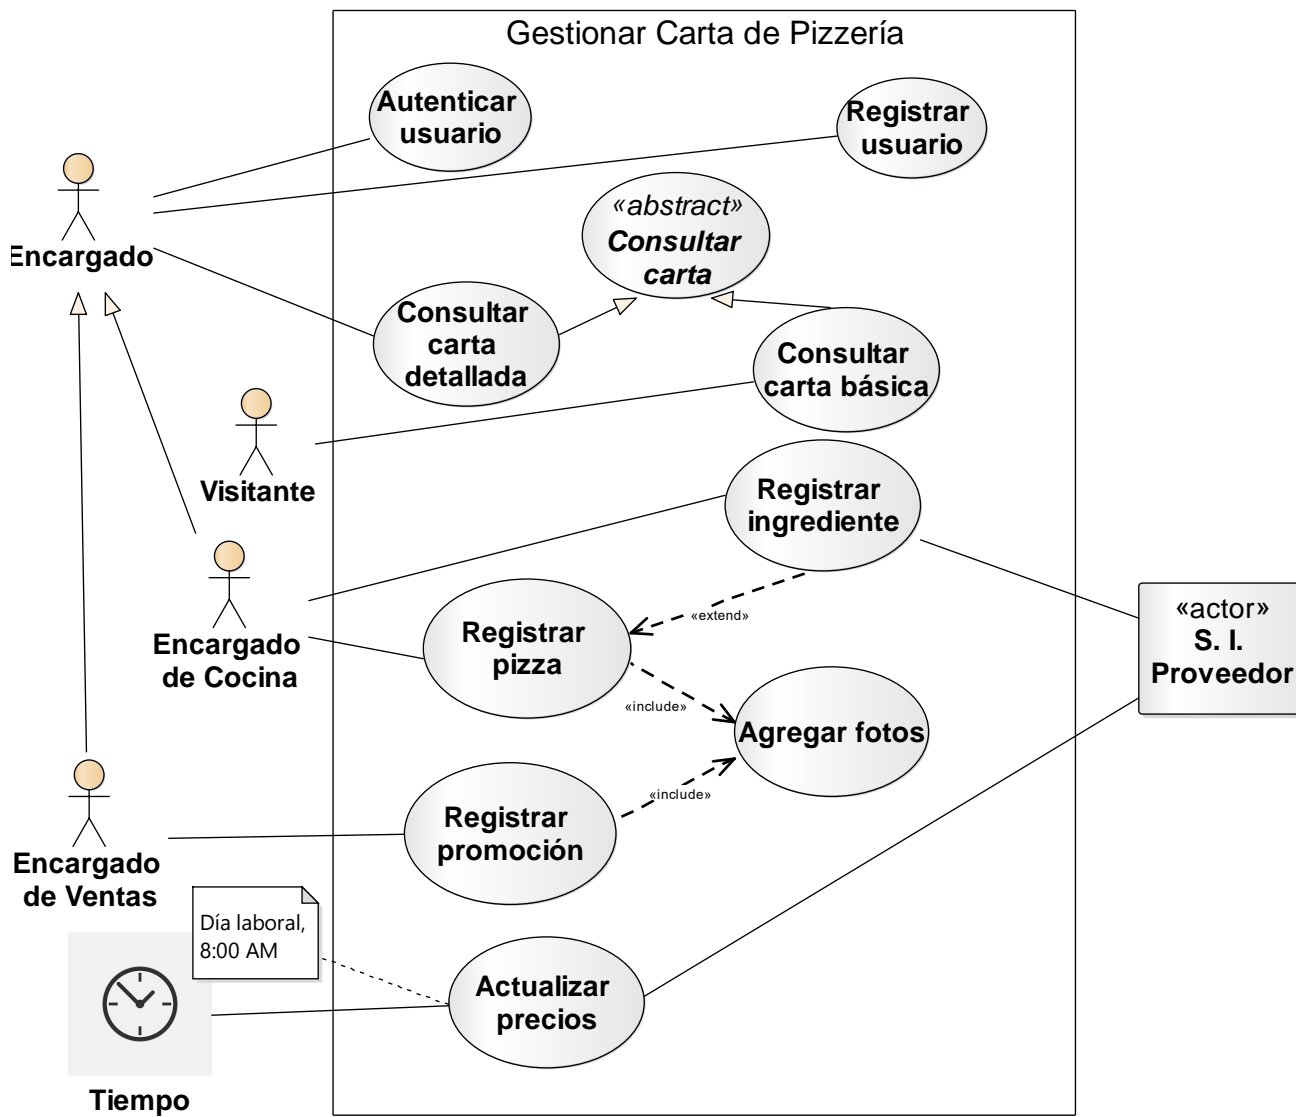 Gestionar Carta de Pizzería
Autenticar
usuario
Registrar
usuario
Encargado
«abstract»
Consultar
carta
Consultar
carta
detallada
Consultar
carta básica
Visitante
Registrar
ingrediente
Encargado
de Cocina
Registrar
pizza
«extend»
«actor»
S. I.
Proveedor
«include»
Agregar fotos
«include»
Registrar
promoción
Encargado
de Ventas
Día laboral,
8:00 AM
Actualizar
precios
Tiempo